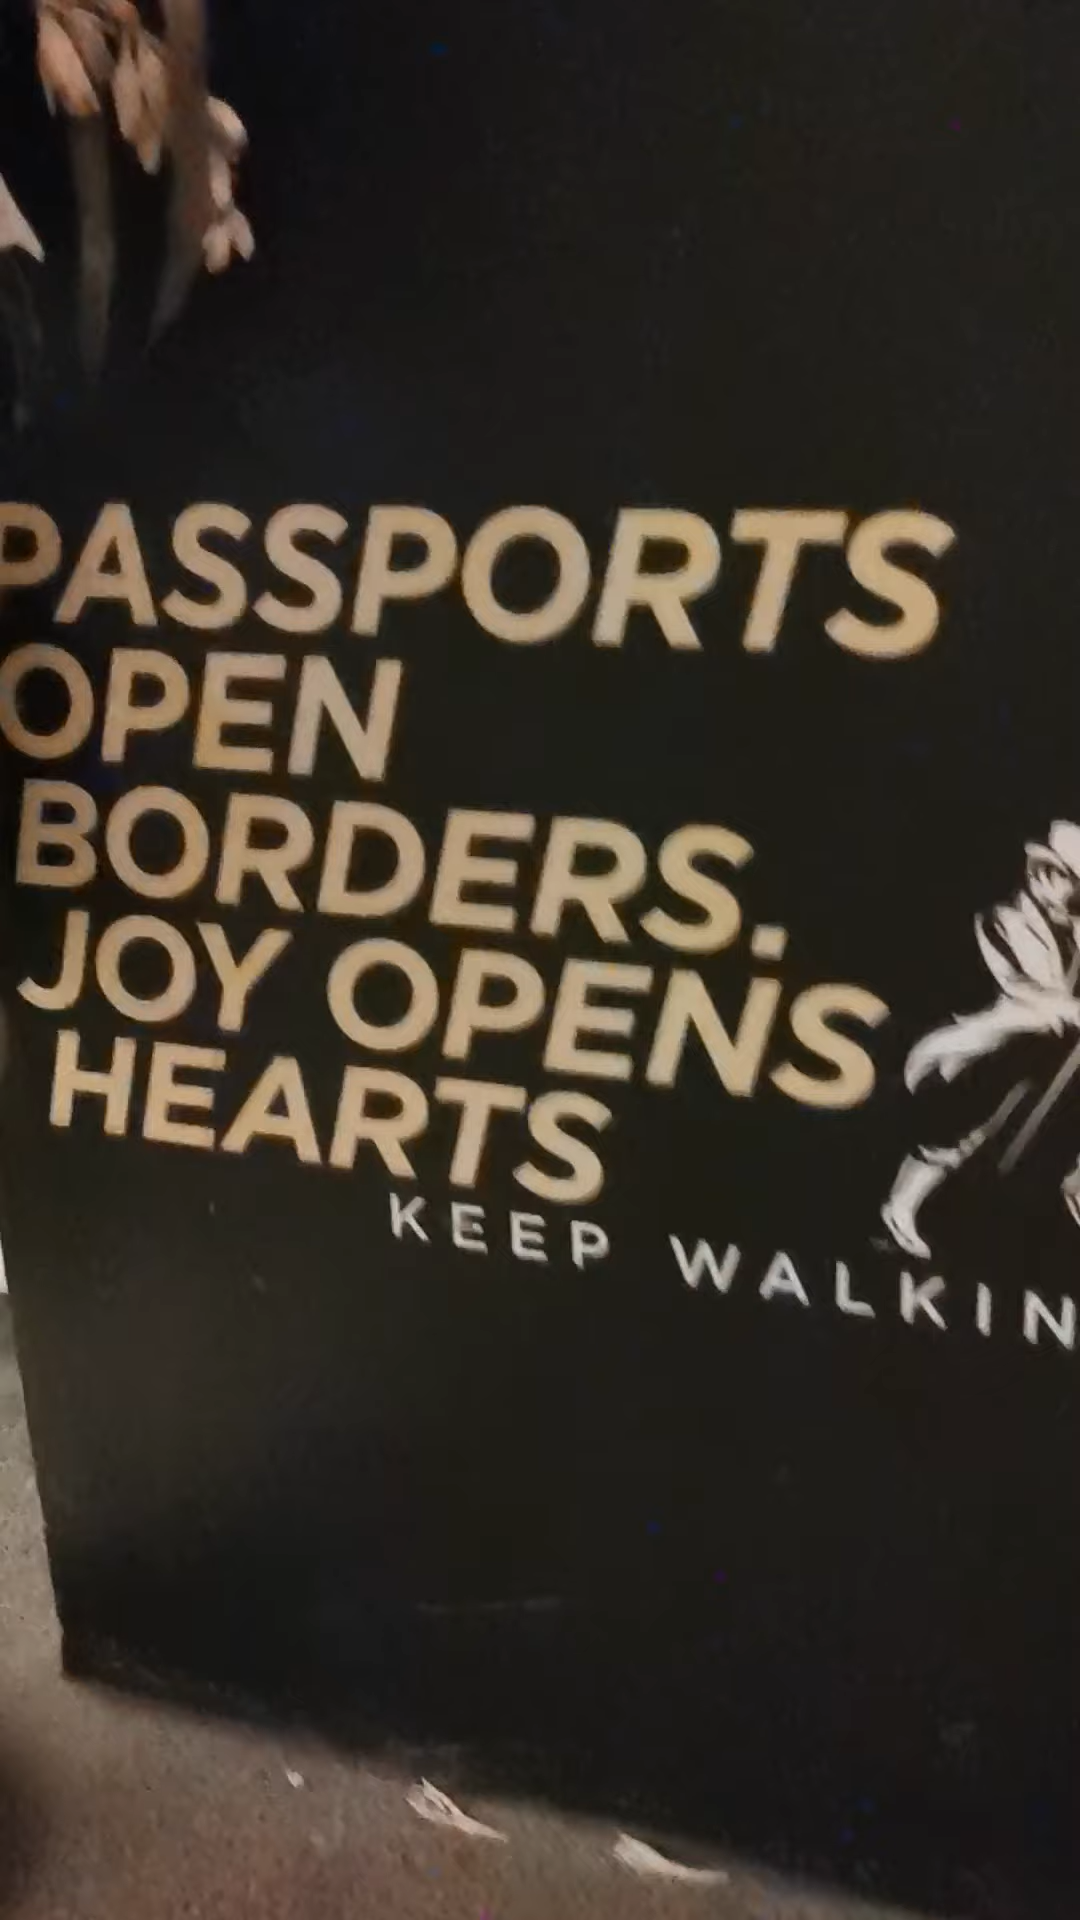 PASSPORTS
OPEN
BORDERS.
JOY OPENS
HEARTS
KEEP WALKIN